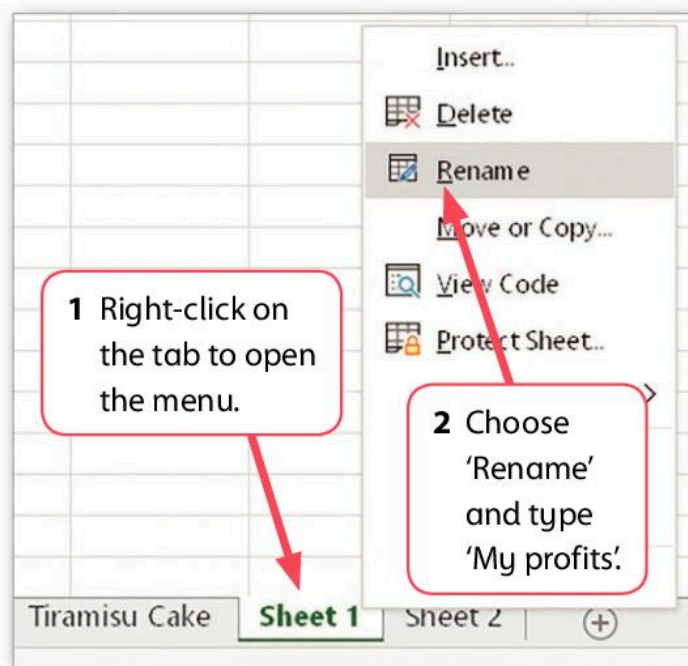 Insert...
Delete
Rename
Move or Copy...
View Code
Protect Sheet...
1 Right-click on
the tab to open
the menu.
2 Choose
‘Rename’
and type
‘My profits’.
Tiramisu Cake Sheet 1 Sheet 2